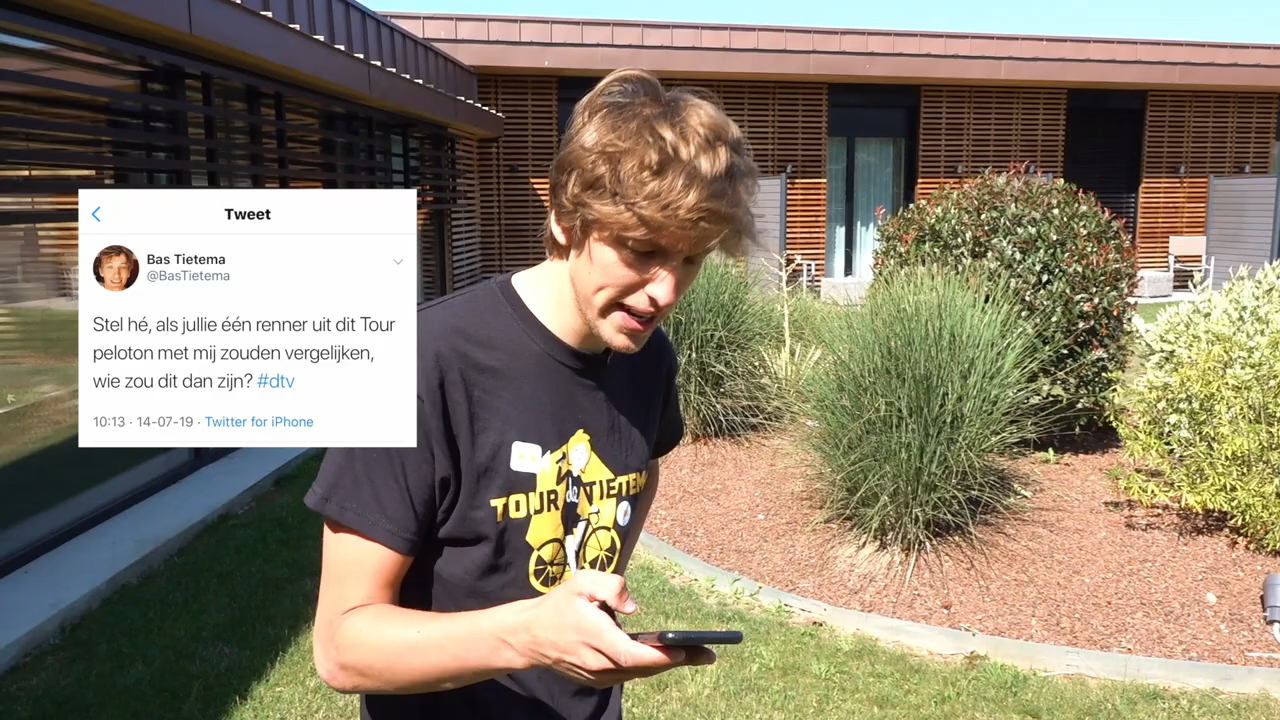 Tweet
Bas Tietema
@BasTietema
Stel hé, als jullie één renner uit dit Tour
peloton met mij zouden vergelijken,
wie zou dit dan zijn? #dtv
10:13 · 14-07-19 · Twitter for iPhone
TOUR de TIETEMA